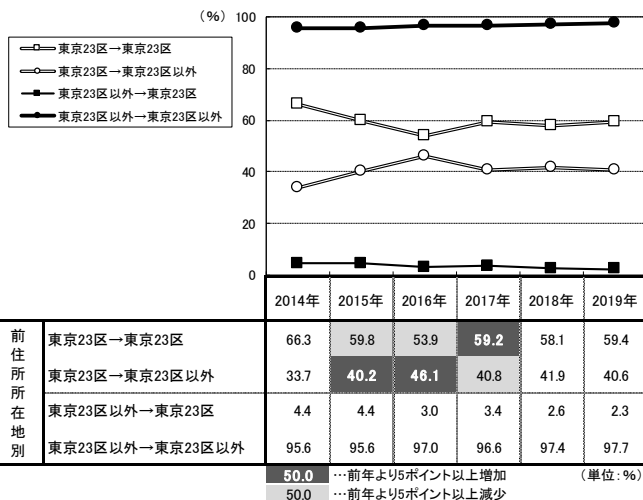 (%)
100
80
60
40
20
0
東京23区→東京23区
東京23区→東京23区以外
東京23区以外→東京23区
東京23区以外→東京23区以外
2014年 2015年 2016年 2017年 2018年 2019年
前住所所在地別
東京23区→東京23区 66.3 59.8 53.9 59.2 58.1 59.4
東京23区→東京23区以外 33.7 40.2 46.1 40.8 41.9 40.6
東京23区以外→東京23区 4.4 4.4 3.0 3.4 2.6 2.3
東京23区以外→東京23区以外 95.6 95.6 97.0 96.6 97.4 97.7
50.0 …前年より5ポイント以上増加 (単位:%)
50.0 …前年より5ポイント以上減少